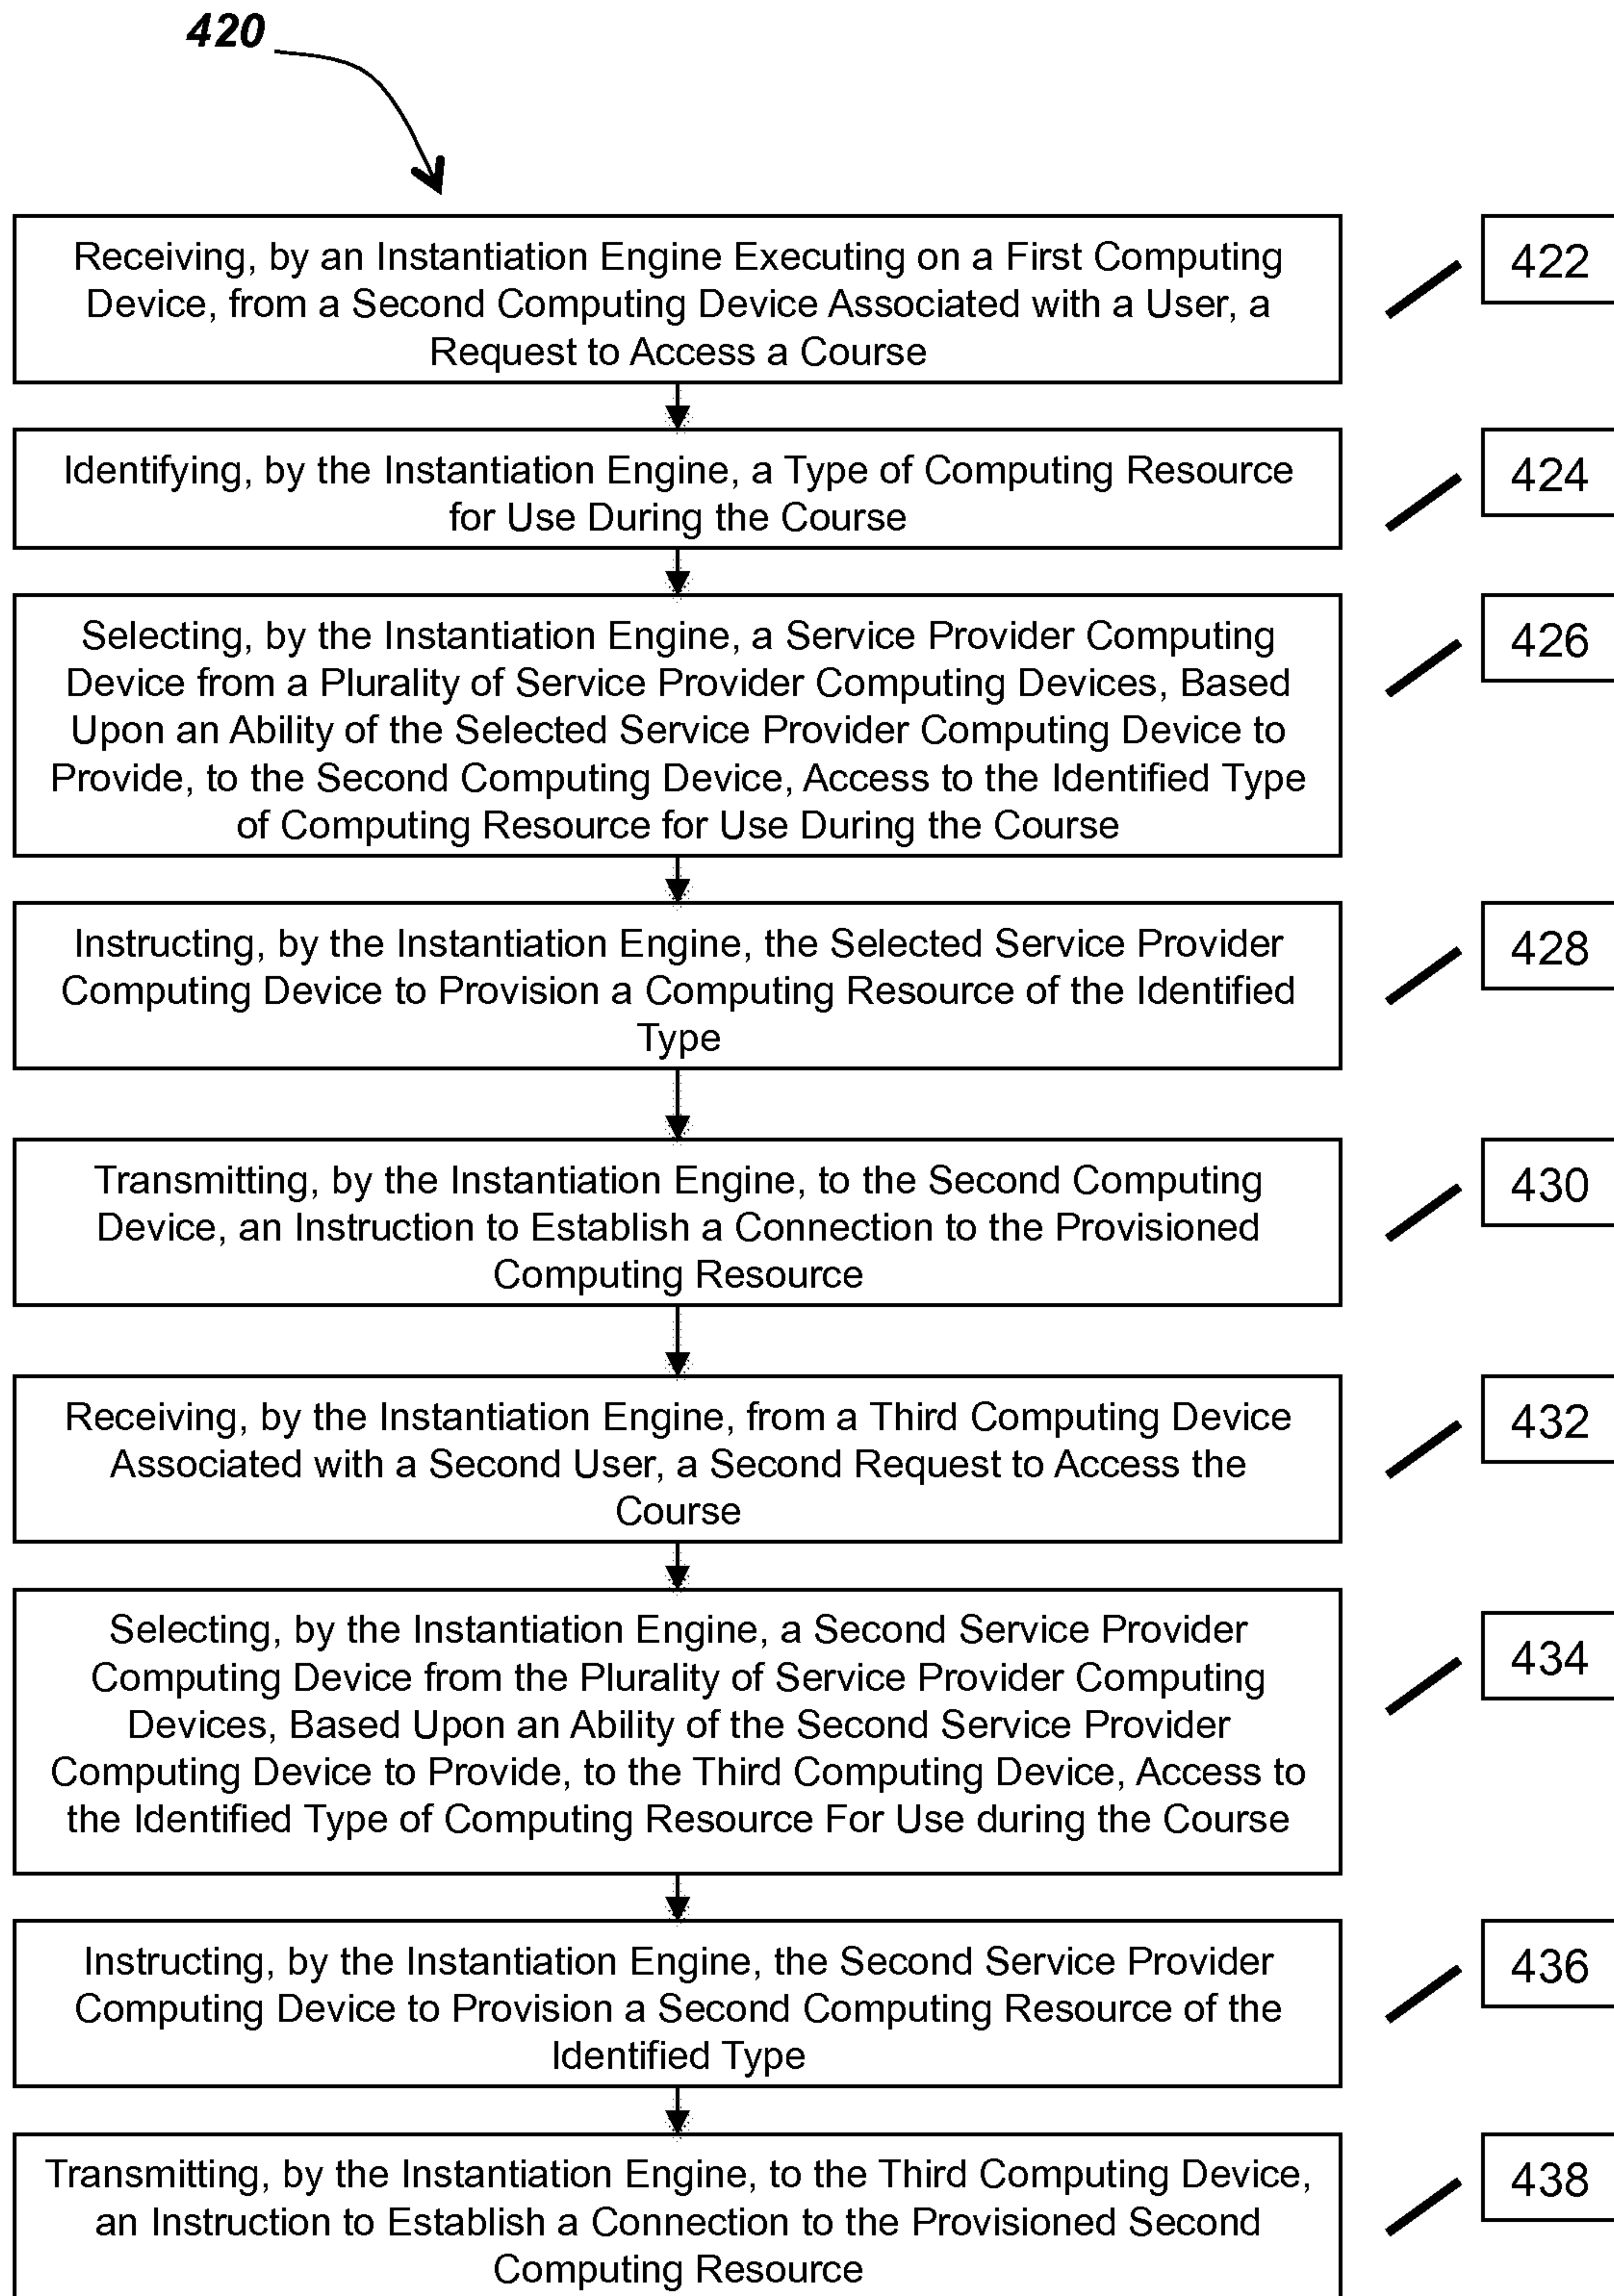 420
Receiving, by an Instantiation Engine Executing on a First Computing
Device, from a Second Computing Device Associated with a User, a
Request to Access a Course
422
Identifying, by the Instantiation Engine, a Type of Computing Resource
for Use During the Course
424
Selecting, by the Instantiation Engine, a Service Provider Computing
Device from a Plurality of Service Provider Computing Devices, Based
Upon an Ability of the Selected Service Provider Computing Device to
Provide, to the Second Computing Device, Access to the Identified Type
of Computing Resource for Use During the Course
426
Instructing, by the Instantiation Engine, the Selected Service Provider
Computing Device to Provision a Computing Resource of the Identified
Type
428
Transmitting, by the Instantiation Engine, to the Second Computing
Device, an Instruction to Establish a Connection to the Provisioned
Computing Resource
430
Receiving, by the Instantiation Engine, from a Third Computing Device
Associated with a Second User, a Second Request to Access the
Course
432
Selecting, by the Instantiation Engine, a Second Service Provider
Computing Device from the Plurality of Service Provider Computing
Devices, Based Upon an Ability of the Second Service Provider
Computing Device to Provide, to the Third Computing Device, Access to
the Identified Type of Computing Resource For Use during the Course
434
Instructing, by the Instantiation Engine, the Second Service Provider
Computing Device to Provision a Second Computing Resource of the
Identified Type
436
Transmitting, by the Instantiation Engine, to the Third Computing Device,
an Instruction to Establish a Connection to the Provisioned Second
Computing Resource
438